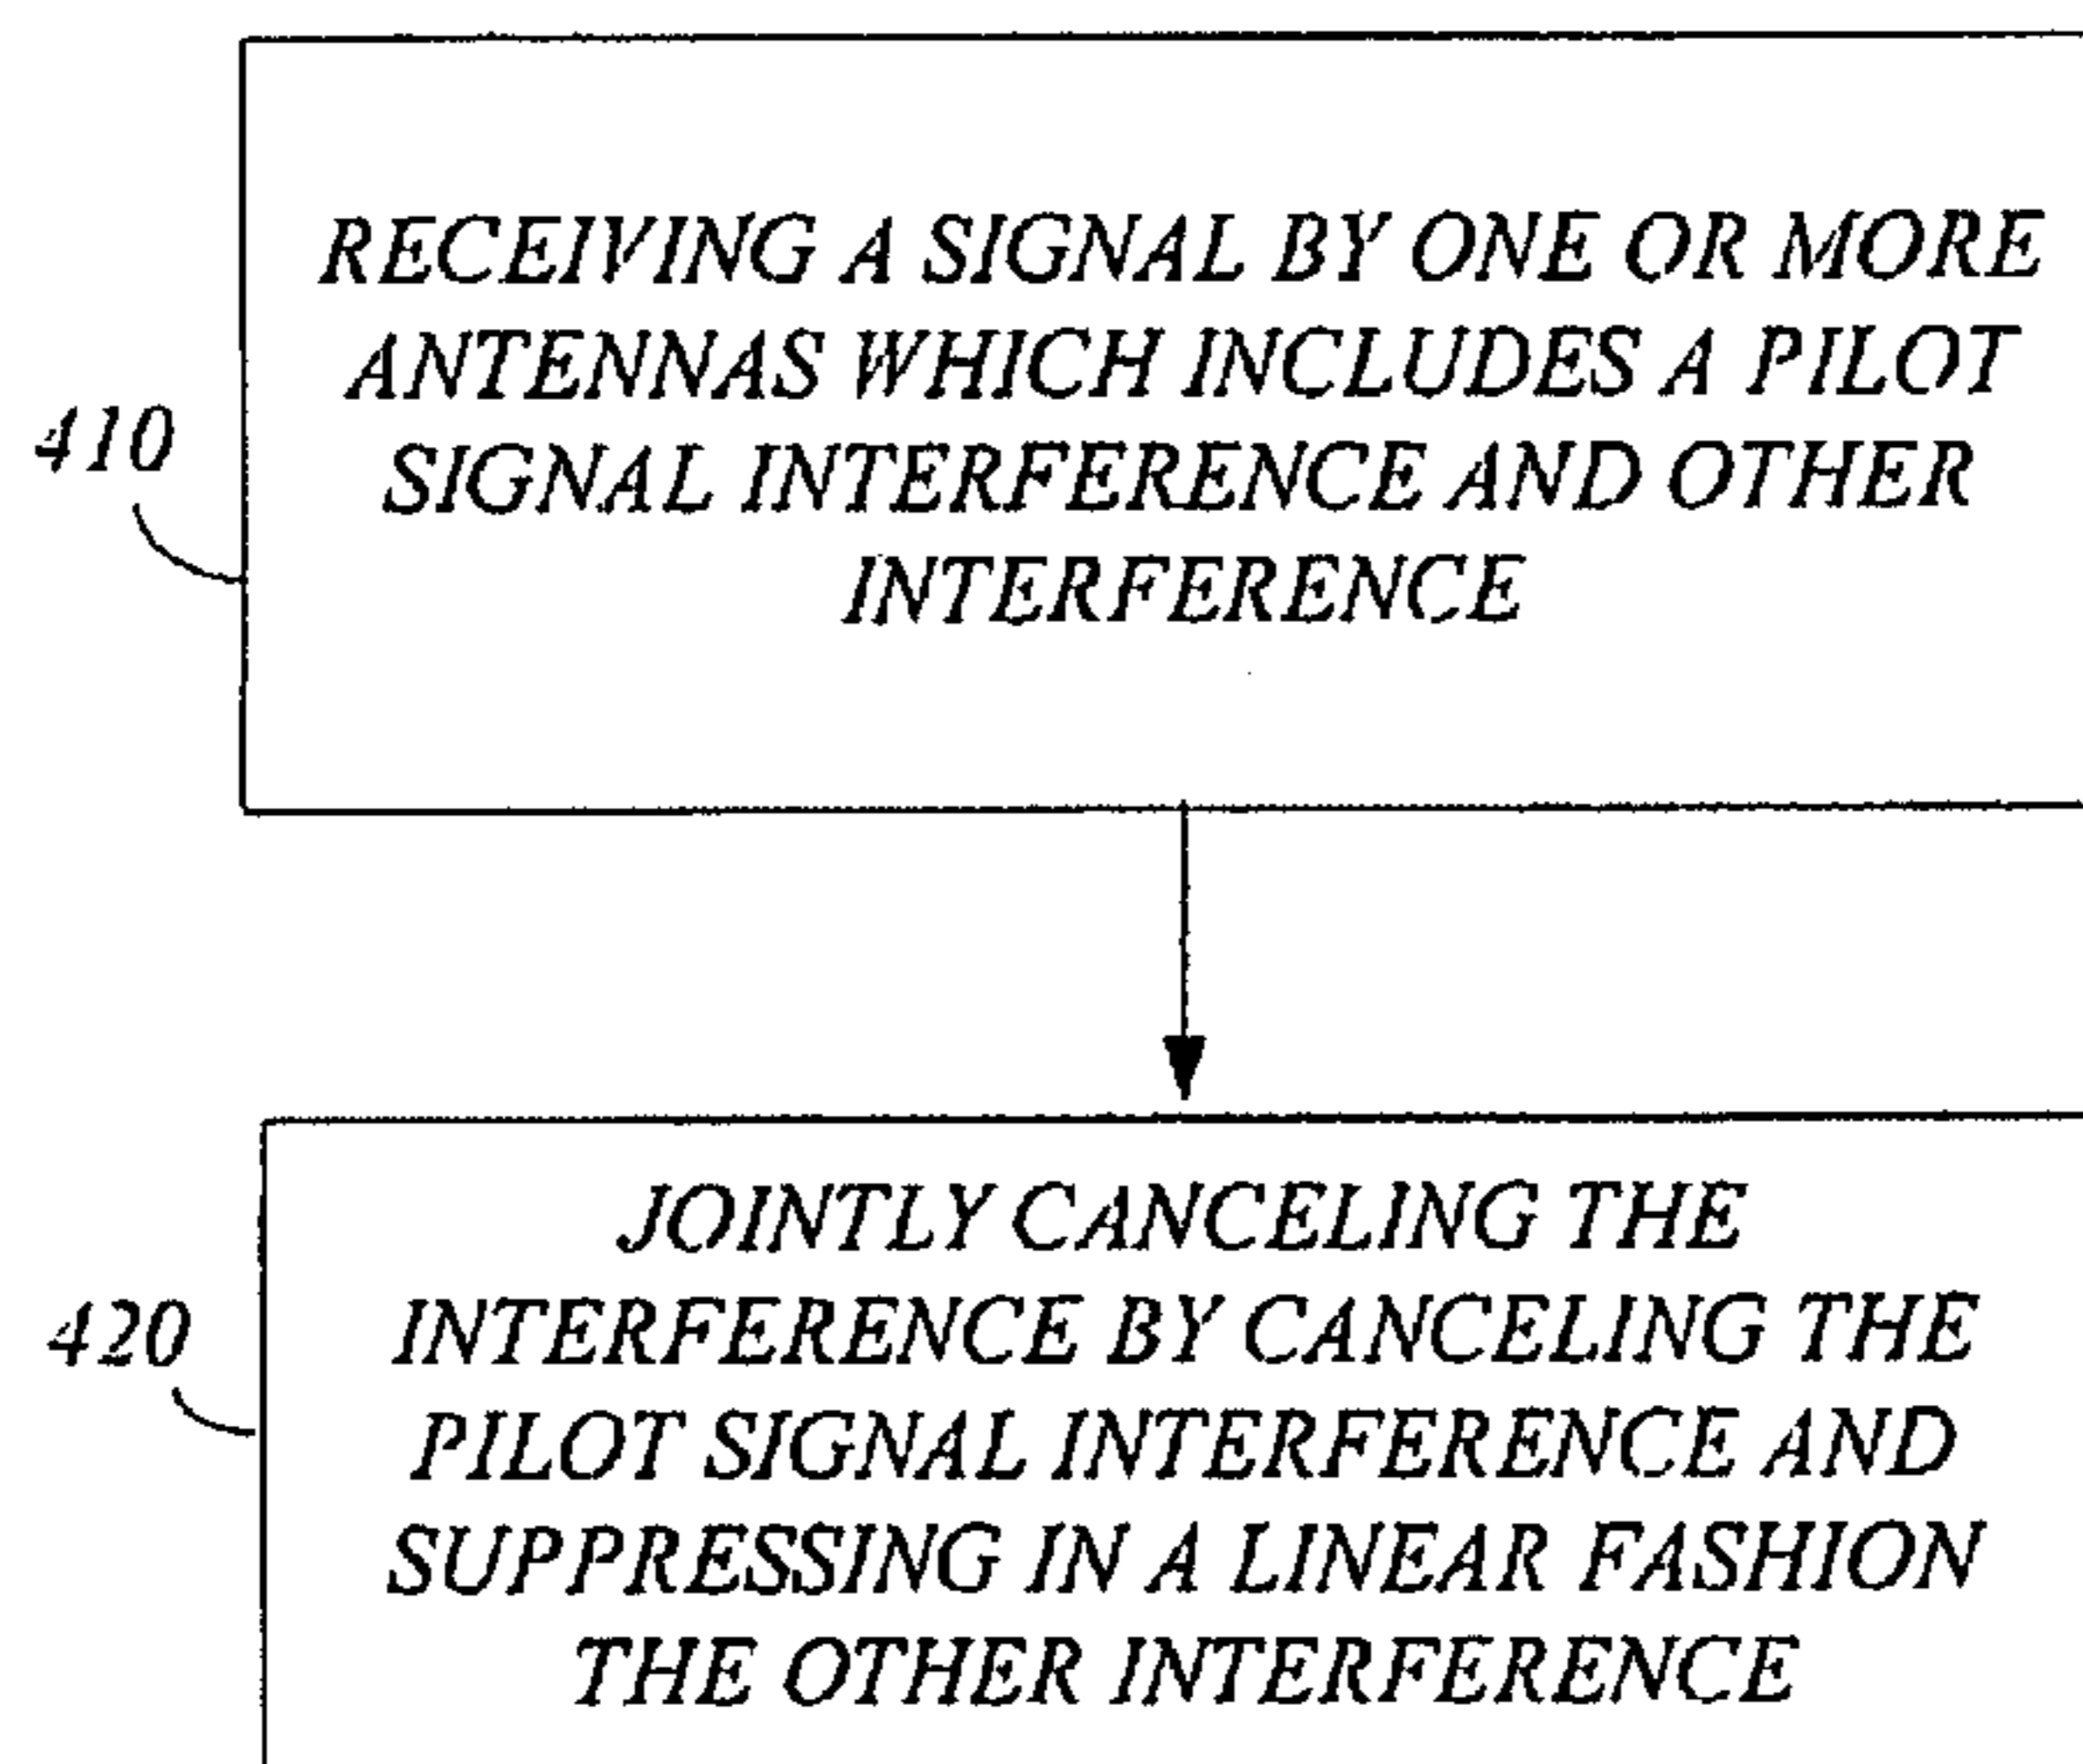 RECEIVING A SIGNAL BY ONE OR MORE
ANTENNAS WHICH INCLUDES A PILOT
SIGNAL INTERFERENCE AND OTHER
INTERFERENCE
410
JOINTLY CANCELING THE
INTERFERENCE BY CANCELING THE
PILOT SIGNAL INTERFERENCE AND
SUPPRESSING IN A LINEAR FASHION
THE OTHER INTERFERENCE
420